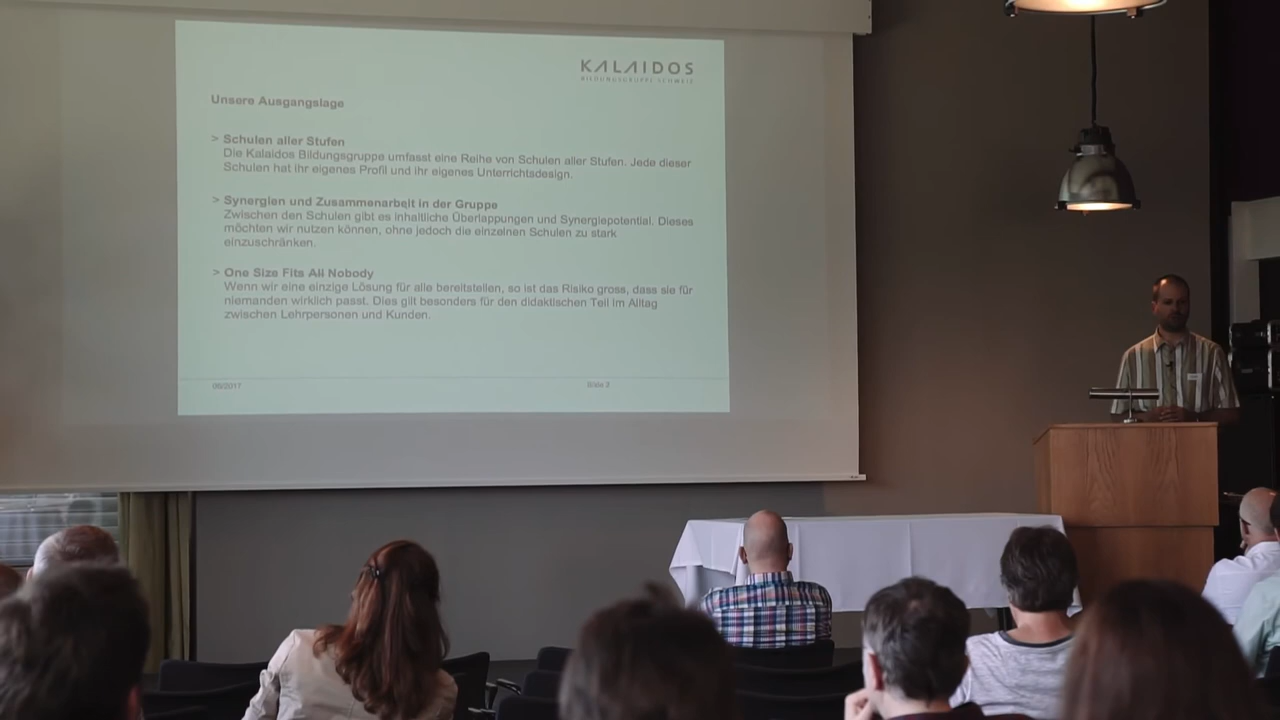 KALAIDOS
BILDUNGSGRUPPE SCHWEIZ
Unsere Ausgangslage
> Schulen aller Stufen
Die Kalaidos Bildungsgruppe umfasst eine Reihe von Schulen aller Stufen. Jede dieser
Schulen hat ihr eigenes Profil und ihr eigenes Unterrichtsdesign.
> Synergien und Zusammenarbeit in der Gruppe
Zwischen den Schulen gibt es inhaltliche Überlappungen und Synergiepotential. Dieses
möchten wir nutzen können, ohne jedoch die einzelnen Schulen zu stark
einzuschränken.
> One Size Fits All Nobody
Wenn wir eine einzige Lösung für alle bereitstellen, so ist das Risiko gross, dass sie für
niemanden wirklich passt. Dies gilt besonders für den didaktischen Teil im Alltag
zwischen Lehrpersonen und Kunden.
06/2017
Seite 2